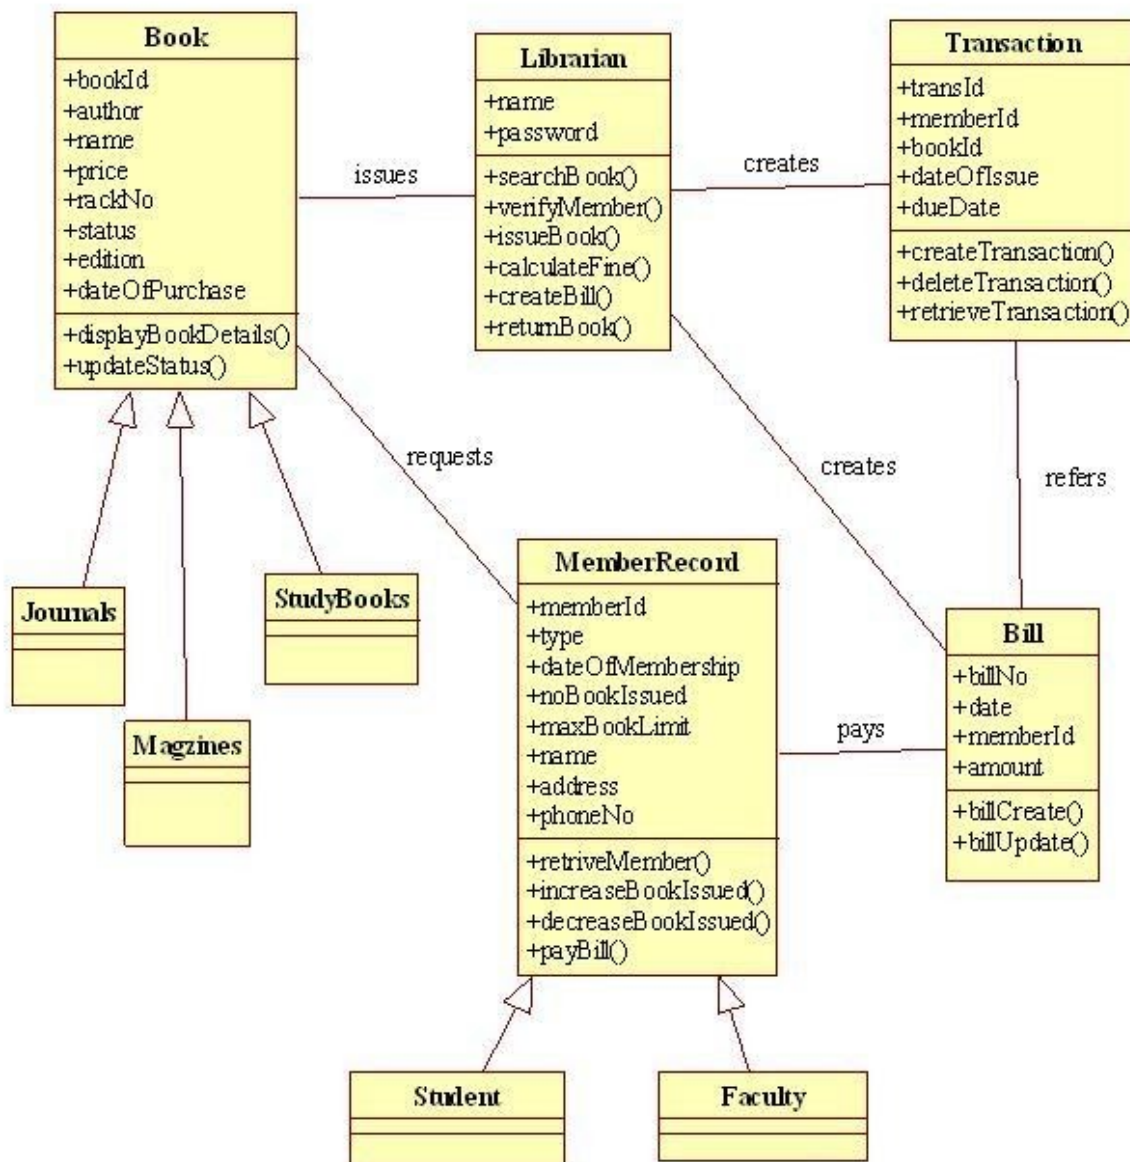 Book
+bookId
+author
+name
+price
+rackNo
+status
+edition
+dateOfPurchase
+displayBookDetails()
+updateStatus()
issues
Librarian
+name
+password
+searchBook()
+verifyMember()
+issueBook()
+calculateFine()
+createBill()
+returnBook()
creates
Transaction
+transId
+memberId
+bookId
+dateOfIssue
+dueDate
+createTransaction()
+deleteTransaction()
+retrieveTransaction()
requests
creates
refers
Journals
Magzines
StudyBooks
MemberRecord
+memberId
+type
+dateOfMembership
+noBookIssued
+maxBookLimit
+name
+address
+phoneNo
+retriveMember()
+increaseBookIssued()
+decreaseBookIssued()
+payBill()
pays
Bill
+billNo
+date
+memberId
+amount
+billCreate()
+billUpdate()
Student
Faculty